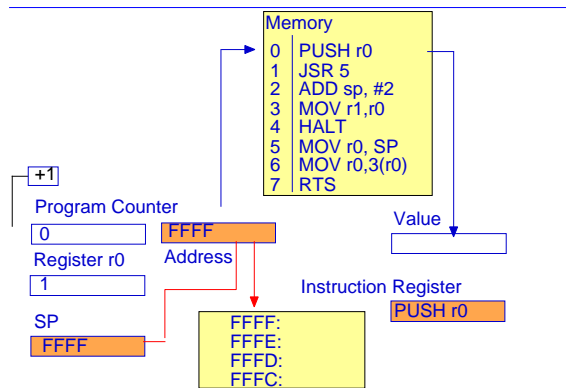 Memory
0 PUSH r0
1 JSR 5
2 ADD sp, #2
3 MOV r1,r0
4 HALT
5 MOV r0, SP
6 MOV r0,3(r0)
7 RTS
+1
Program Counter
0
FFFF
Address
Value
Register r0
1
Instruction Register
PUSH r0
SP
FFFF
FFFF:
FFFE:
FFFD:
FFFC: